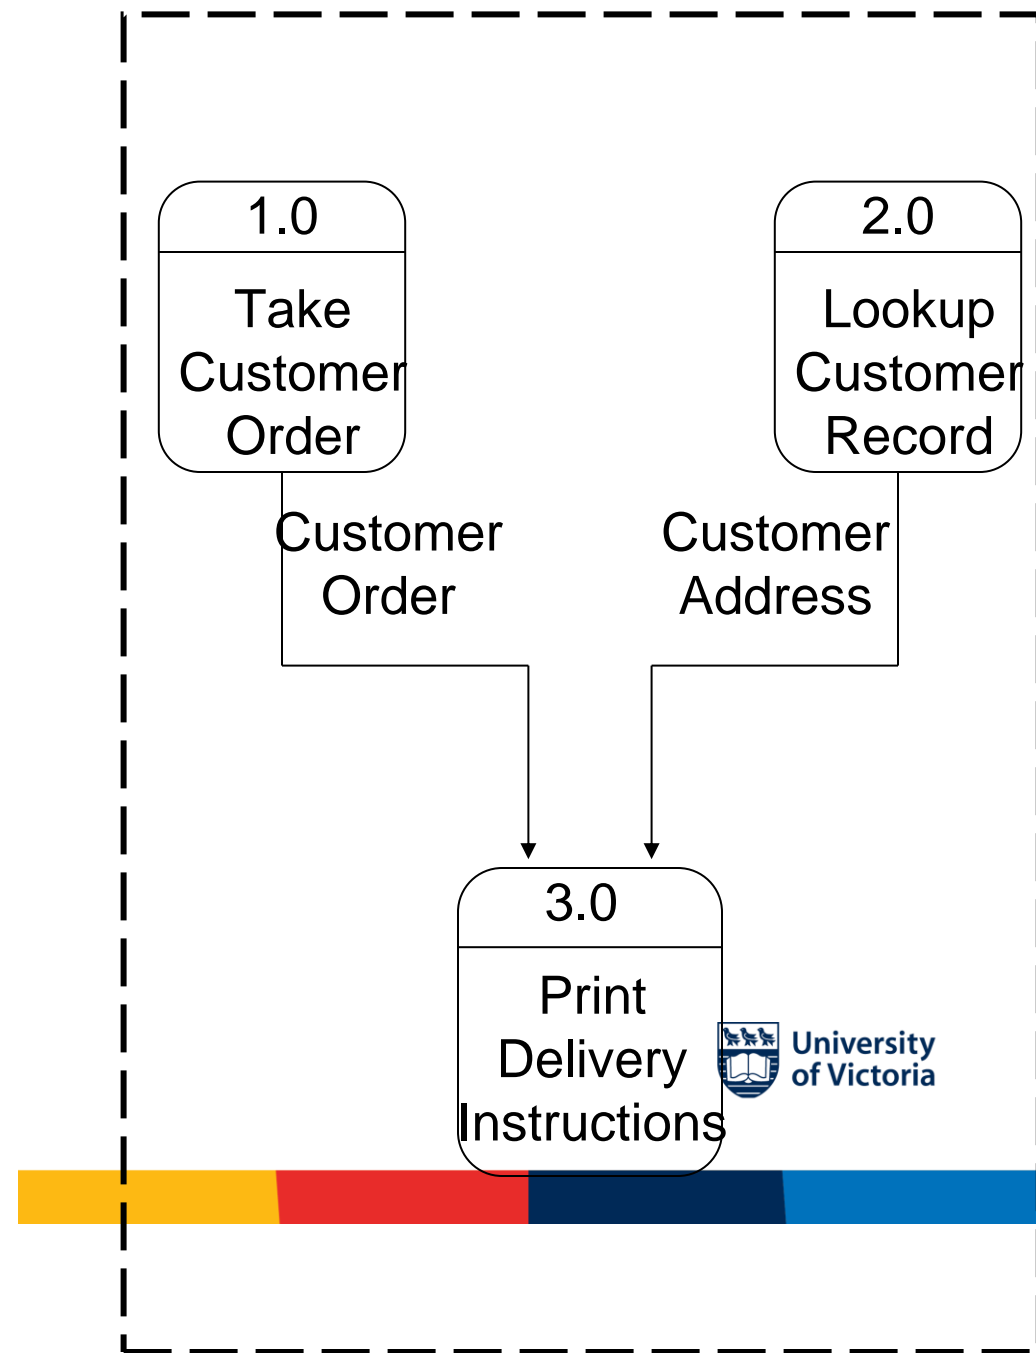 1.0
Take
Customer
Order
2.0
Lookup
Customer
Record
Customer
Order
Customer
Address
3.0
Print
Delivery
Instructions
University
of Victoria